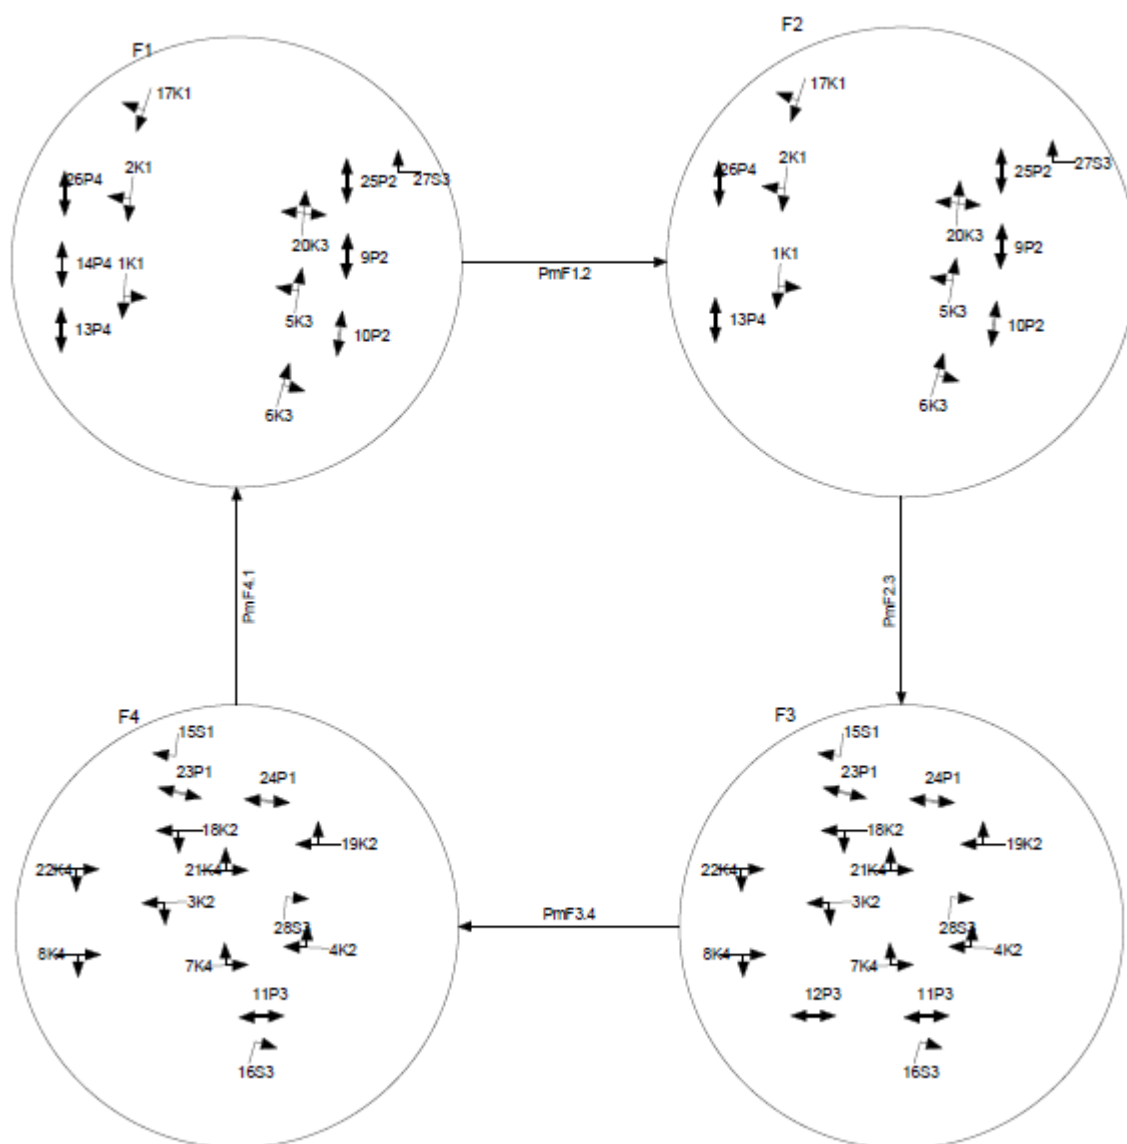 F1
17K1
2K1
26P4
25P2
27S3
20K3
14P4
1K1
9P2
5K3
13P4
10P2
6K3
PmF1.2
F2
17K1
2K1
26P4
25P2
27S3
20K3
1K1
9P2
5K3
13P4
10P2
6K3
PmF4.1
PmF2.3
F4
15S1
23P1
24P1
18K2
19K2
22K4
21K4
3K2
28S3
8K4
7K4
4K2
11P3
16S3
PmF3.4
F3
15S1
23P1
24P1
18K2
19K2
22K4
21K4
3K2
28S3
8K4
7K4
4K2
12P3
11P3
16S3